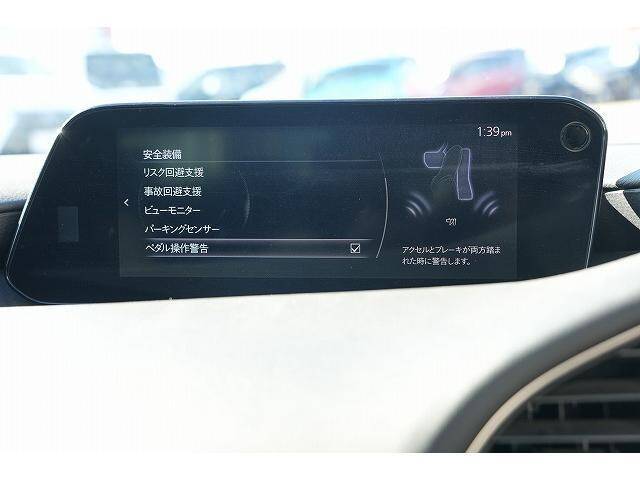 1:39pm
安全装備
リスク回避支援
事故回避支援
ビューモニター
パーキングセンサー
ペダル操作警告
アクセルとブレーキが両方踏ま
れた時に警告します。